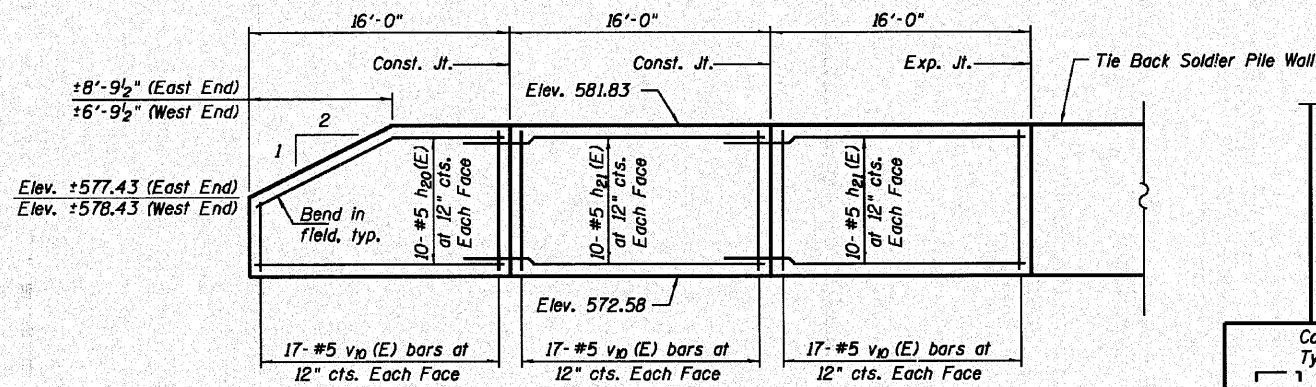 16'-0"
16'-0"
16'-0"
Const. Jt.
Const. Jt.
Exp. Jt.
Tie Back Soldier Pile Wall
±8'-9½" (East End)
±6'-9½" (West End)
Elev. 581.83
2
1
Elev. ±577.43 (East End)
Elev. ±578.43 (West End)
Bend in
field, typ.
10- #5 h20 (E)
at 12" cts.
Each Face
10- #5 h21 (E)
at 12" cts.
Each Face
10- #5 h21 (E)
at 12" cts.
Each Face
Elev. 572.58
17- #5 v10 (E) bars at
12" cts. Each Face
17- #5 v10 (E) bars at
12" cts. Each Face
17- #5 v10 (E) bars at
12" cts. Each Face